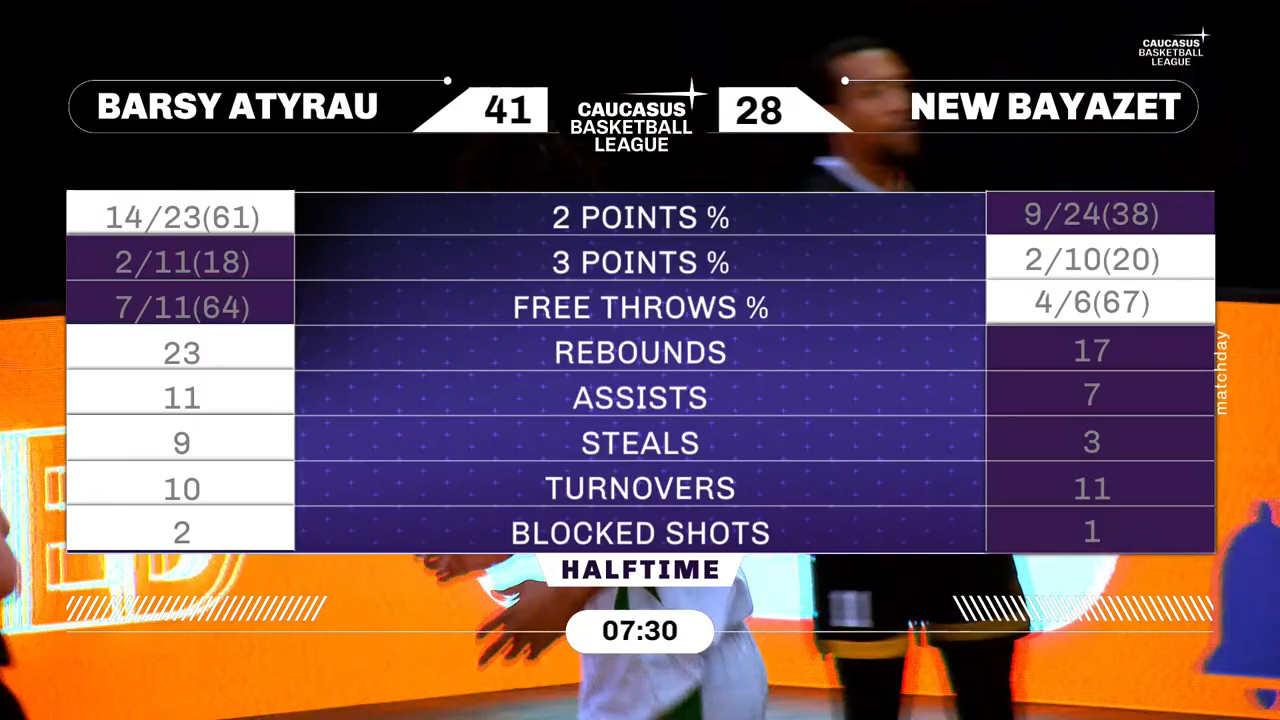 CAUCASUS
BASKETBALL
LEAGUE
BARSY ATYRAU 41
CAUCASUS
BASKETBALL
LEAGUE
28 NEW BAYAZET
14/23(61) 2 POINTS % 9/24(38)
2/11(18) 3 POINTS % 2/10(20)
7/11(64) FREE THROWS % 4/6(67)
23 REBOUNDS 17
11 ASSISTS 7
9 STEALS 3
10 TURNOVERS 11
2 BLOCKED SHOTS 1
matchday
HALFTIME
07:30